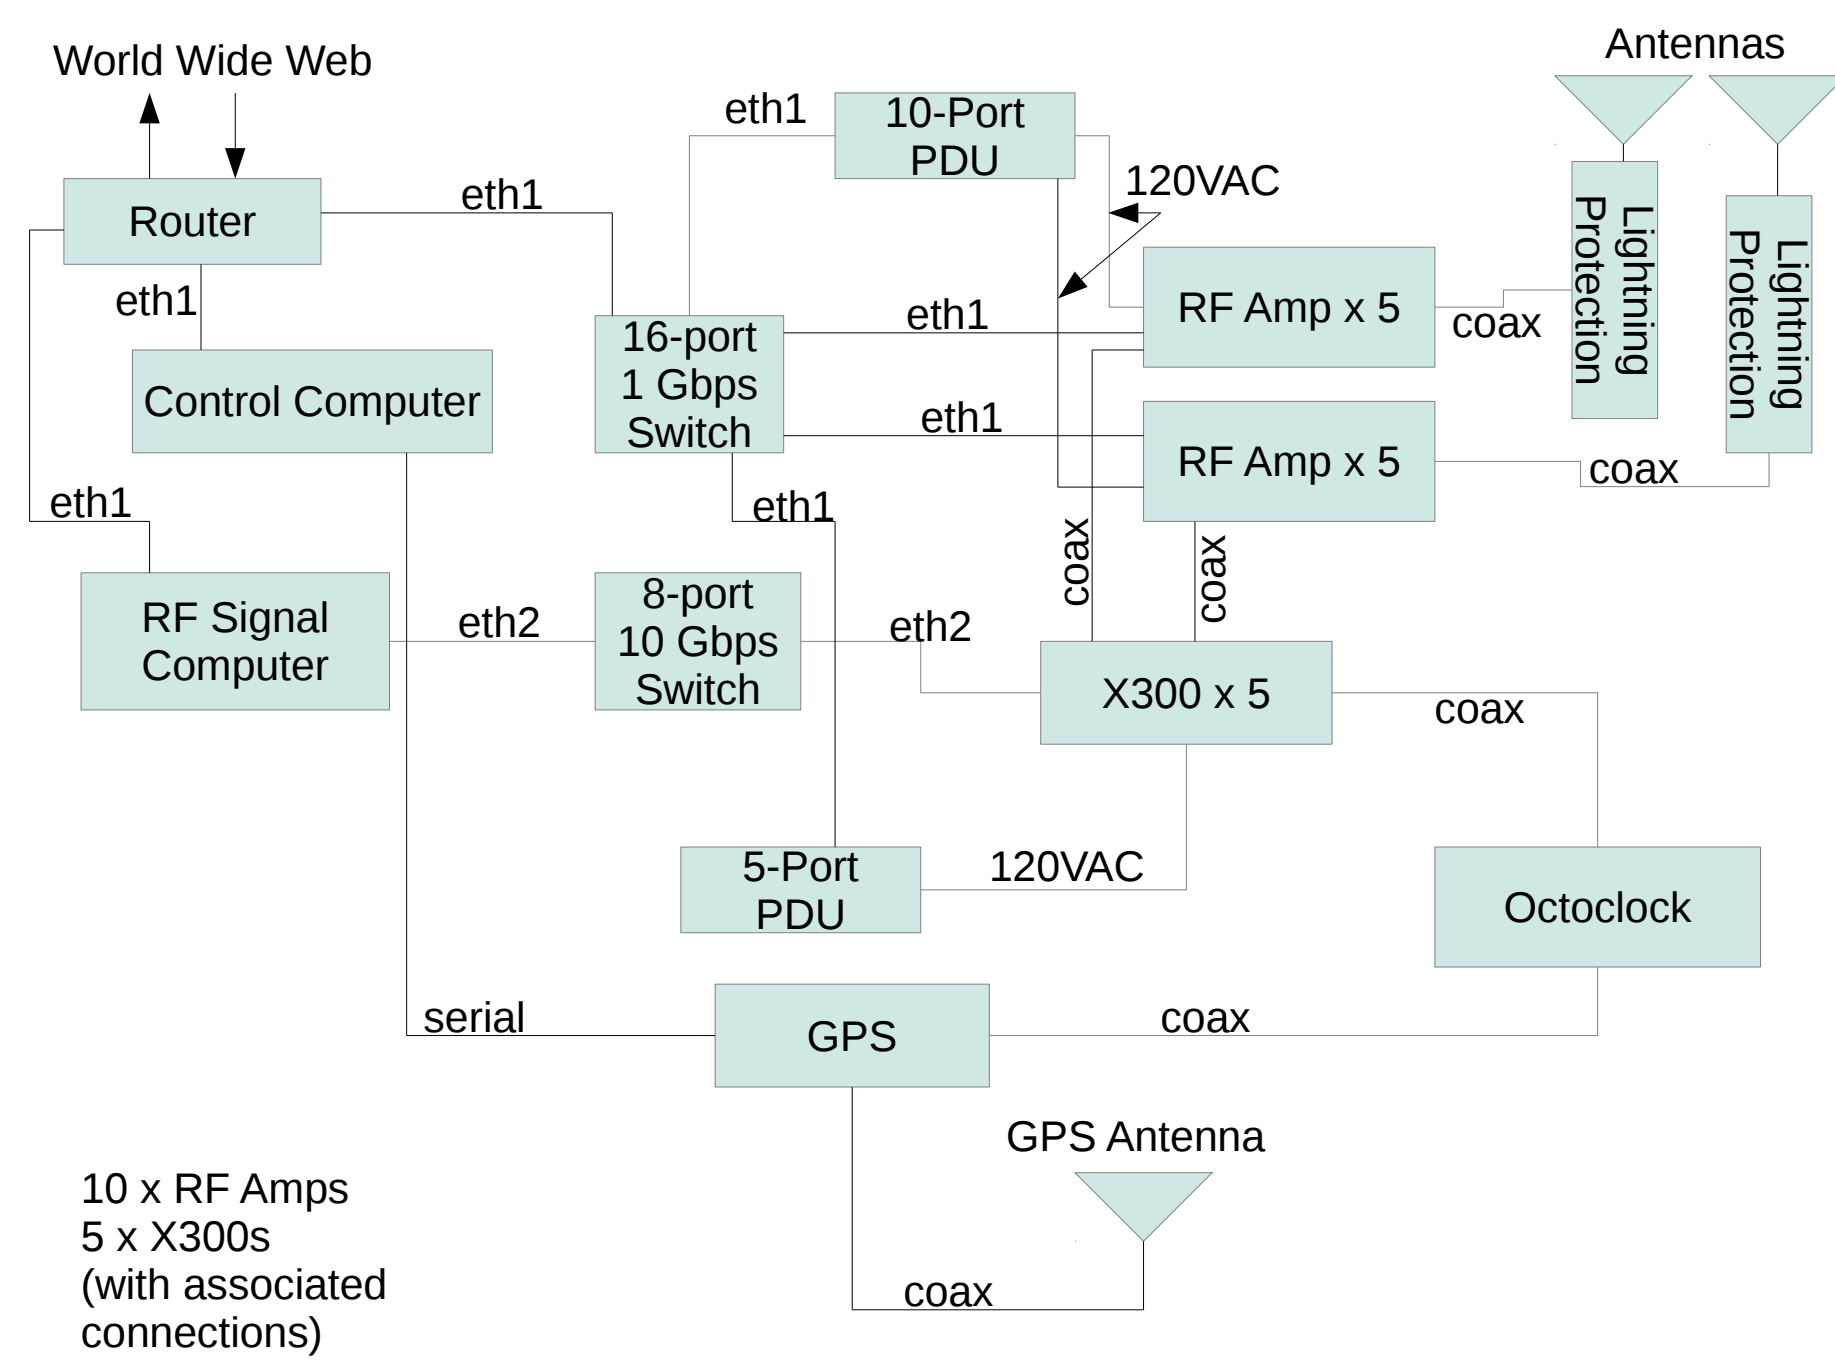 World Wide Web
Antennas
eth1
10-Port
PDU
120VAC
Router
eth1
Lightning
Protection
Lightning
Protection
eth1
16-port
1 Gbps
Switch
eth1
RF Amp x 5
coax
Control Computer
eth1
RF Amp x 5
coax
eth1
eth1
coax
coax
RF Signal
Computer
eth2
8-port
10 Gbps
Switch
eth2
X300 x 5
coax
5-Port
PDU
120VAC
Octoclock
serial
GPS
coax
GPS Antenna
coax
10 x RF Amps
5 x X300s
(with associated
connections)